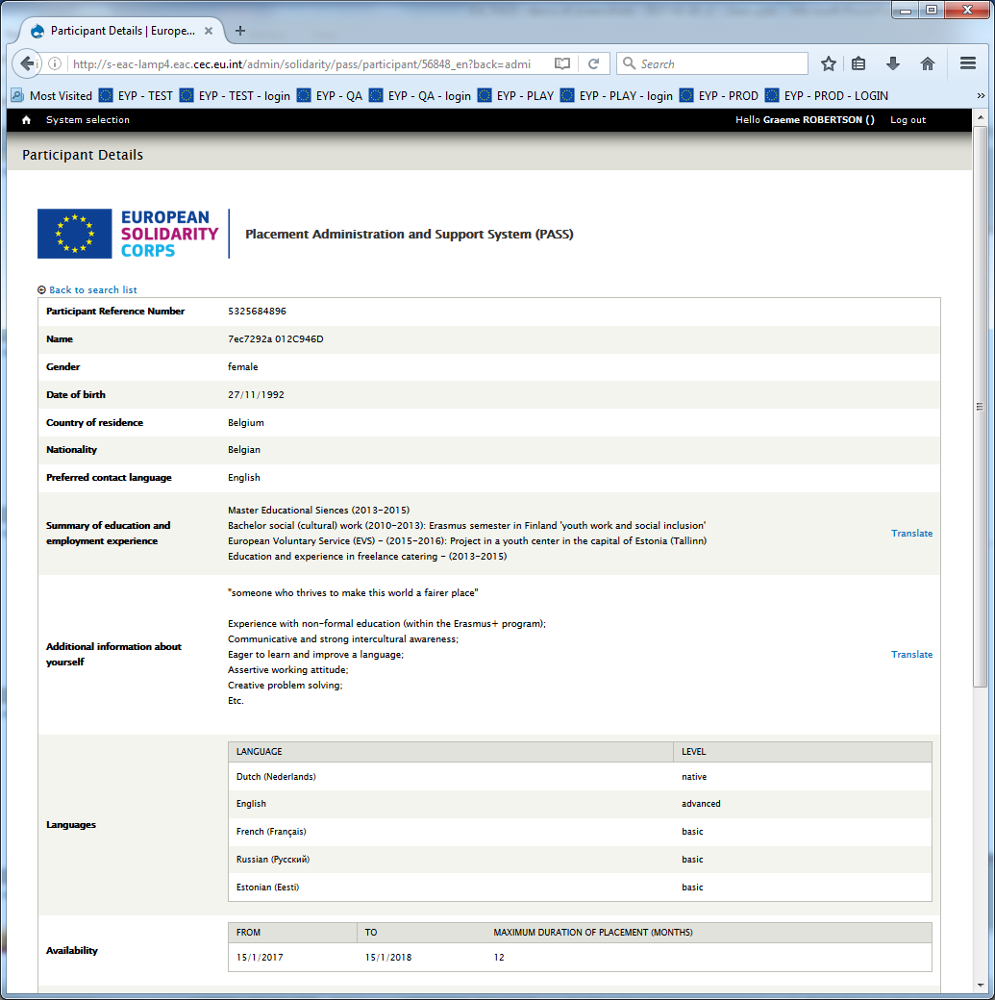 Participant Details | Europe...
http://s-eac-lamp4.eac.cec.eu.int/admin/solidarity/pass/participant/56848_en?back=admi
Search
Most Visited EYP - TEST EYP - TEST - login EYP - QA EYP - QA - login EYP - PLAY EYP - PLAY - login EYP - PROD EYP - PROD - LOGIN »
System selection Hello Graeme ROBERTSON () Log out
Participant Details
EUROPEAN
SOLIDARITY
CORPS
Placement Administration and Support System (PASS)
Back to search list
Participant Reference Number 5325684896
Name 7ec7292a 012C946D
Gender female
Date of birth 27/11/1992
Country of residence Belgium
Nationality Belgian
Preferred contact language English
Summary of education and employment experience
Master Educational Siences (2013-2015)
Bachelor social (cultural) work (2010-2013): Erasmus semester in Finland 'youth work and social inclusion'
European Voluntary Service (EVS) - (2015-2016): Project in a youth center in the capital of Estonia (Tallinn)
Education and experience in freelance catering - (2013-2015)
Translate
Additional information about yourself
"someone who thrives to make this world a fairer place"
Experience with non-formal education (within the Erasmus+ program);
Communicative and strong intercultural awareness;
Eager to learn and improve a language;
Assertive working attitude;
Creative problem solving;
Etc.
Translate
Languages
LANGUAGE LEVEL
Dutch (Nederlands) native
English advanced
French (Français) basic
Russian (Русский) basic
Estonian (Eesti) basic
Availability
FROM TO MAXIMUM DURATION OF PLACEMENT (MONTHS)
15/1/2017 15/1/2018 12